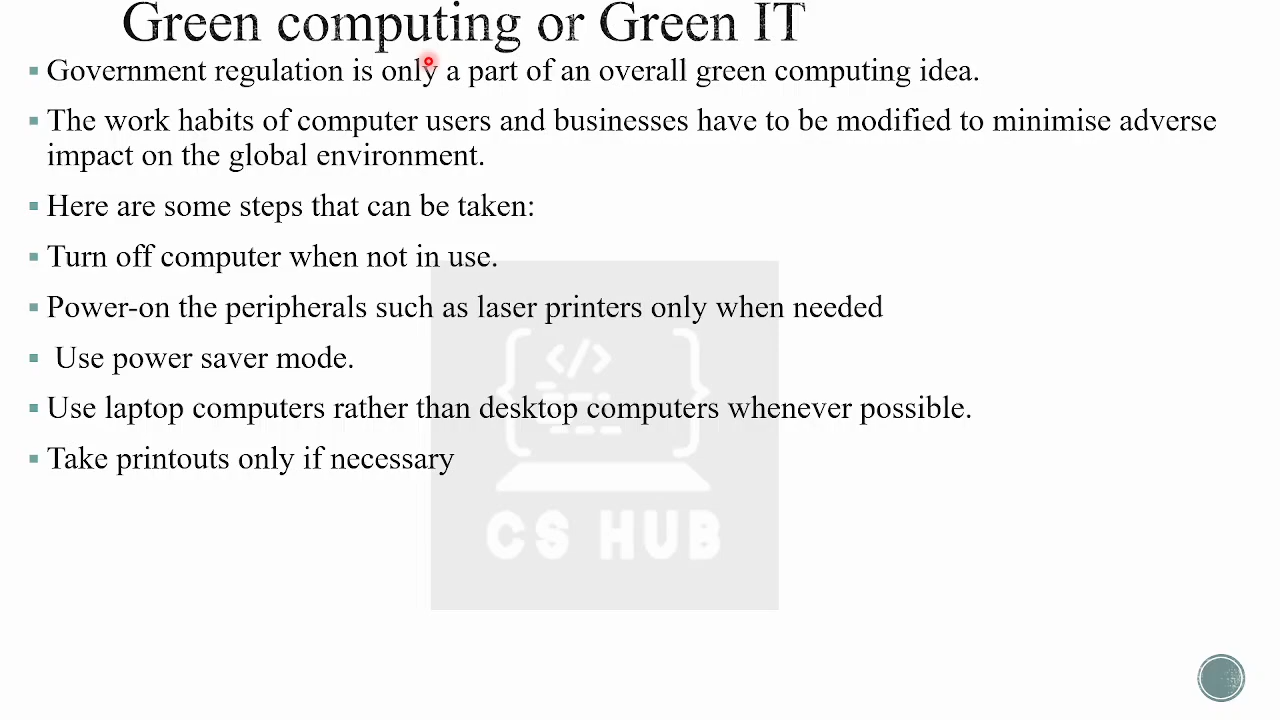 Green computing or Green IT
Government regulation is only a part of an overall green computing idea.
The work habits of computer users and businesses have to be modified to minimise adverse
impact on the global environment.
Here are some steps that can be taken:
Turn off computer when not in use.
Power-on the peripherals such as laser printers only when needed
Use power saver mode.
Use laptop computers rather than desktop computers whenever possible.
Take printouts only if necessary
</>
CS HUB